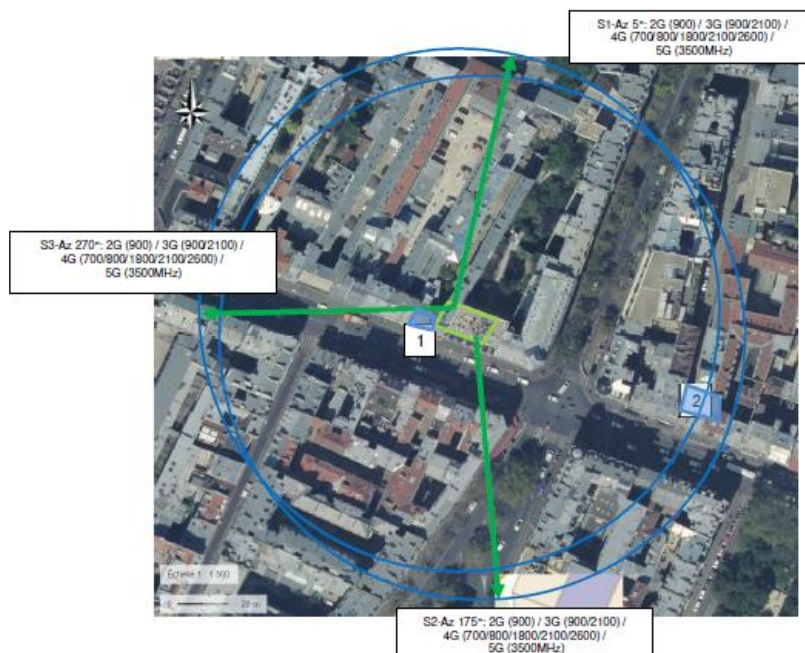 S1-Az 5°: 2G (900) / 3G (900/2100) /
4G (700/800/1800/2100/2600) /
5G (3500MHz)
S3-Az 270°: 2G (900) / 3G (900/2100) /
4G (700/800/1800/2100/2600) /
5G (3500MHz)
1
2
Échelle 1 : 1 500
0 20 m
S2-Az 175°: 2G (900) / 3G (900/2100) /
4G (700/800/1800/2100/2600) /
5G (3500MHz)